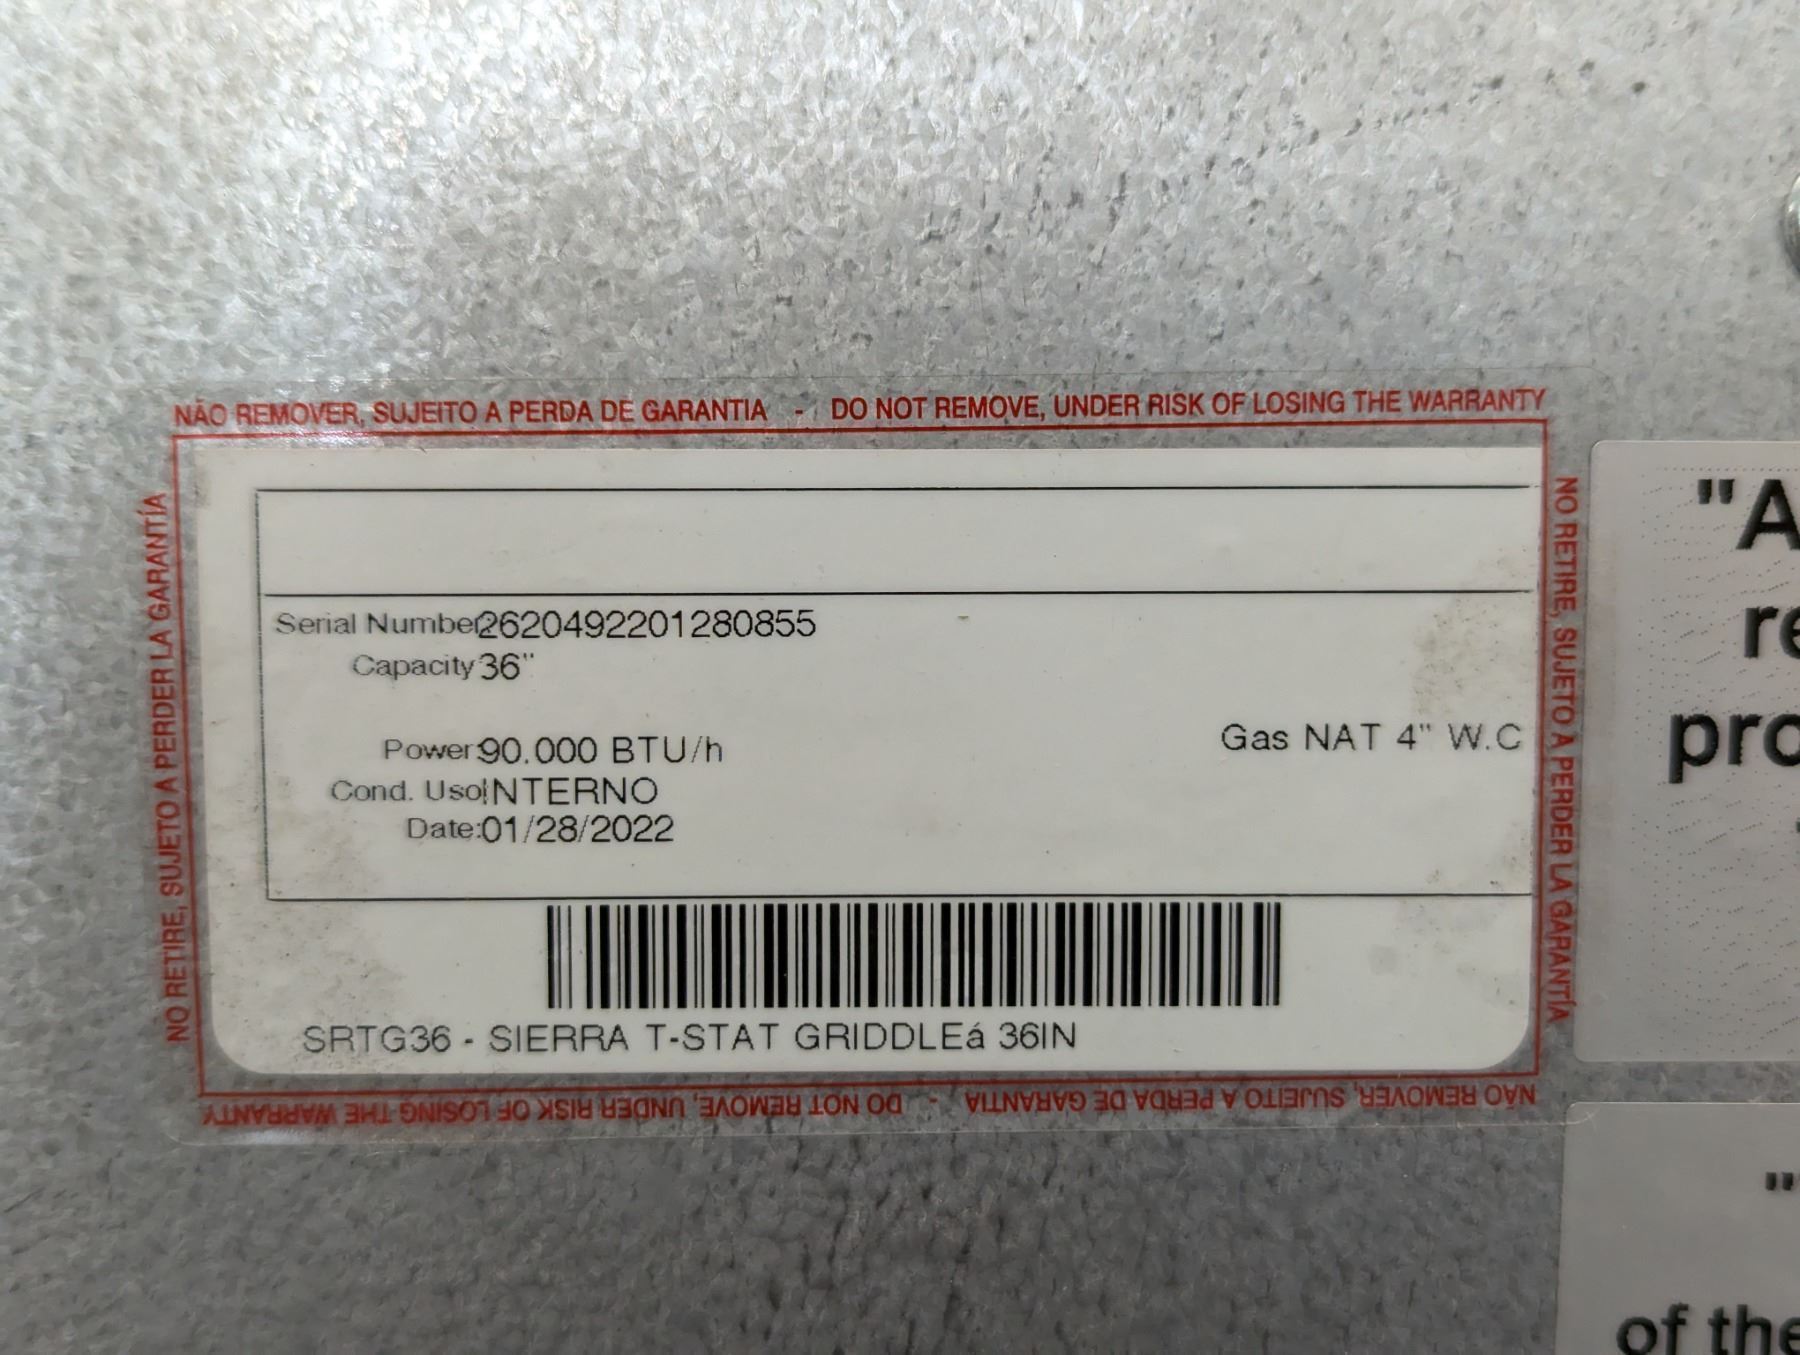 NÃO REMOVER, SUJEITO A PERDA DE GARANTIA - DO NOT REMOVE, UNDER RISK OF LOSING THE WARRANTY
NO RETIRE, SUJETO A PERDER LA GARANTÍA
Serial Number2620492201280855
Capacity 36"
Power:90.000 BTU/h
Gas NAT 4" W.C
Cond. UsoINTERNO
Date:01/28/2022
SRTG36 - SIERRA T-STAT GRIDDLEá 36IN
NO RETIRE, SUJETO A PERDER LA GARANTÍA
NÃO REMOVER, SUJEITO A PERDA DE GARANTIA - DO NOT REMOVE, UNDER RISK OF LOSING THE WARRANTY
"A
re
pro
of the